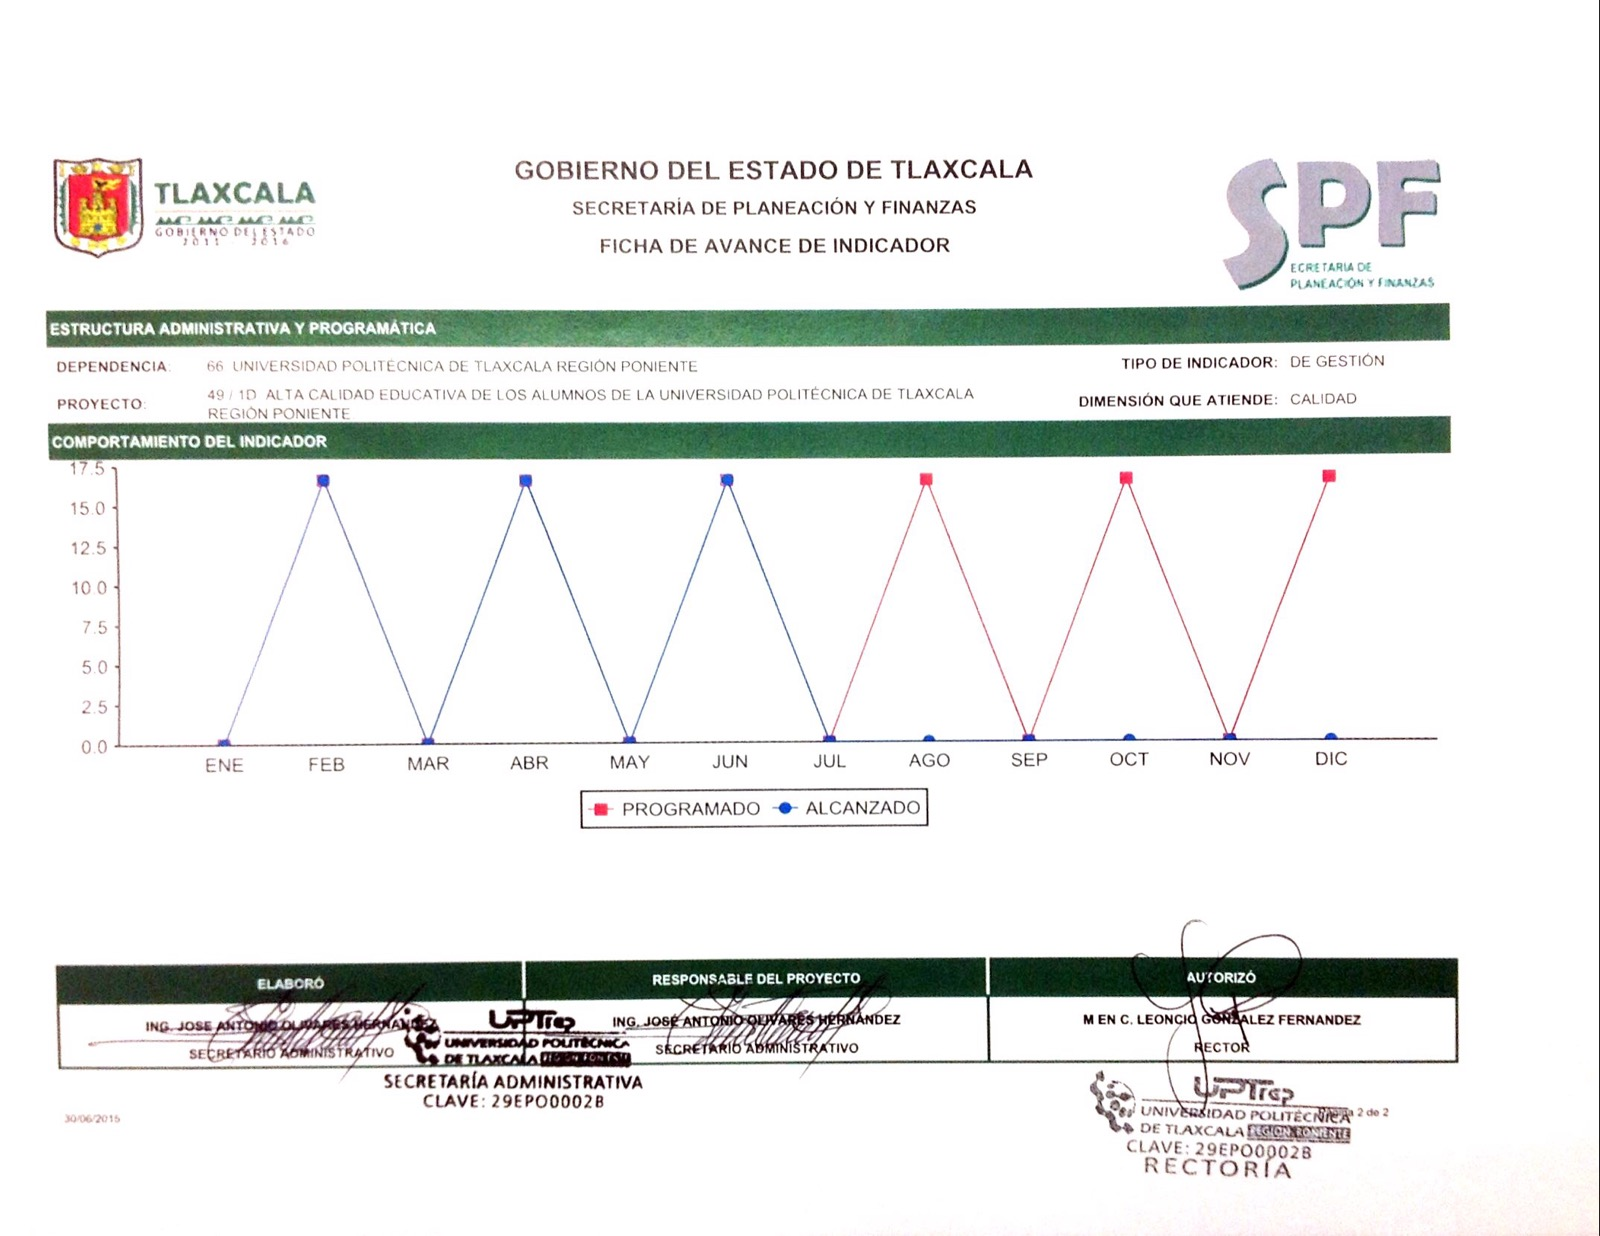 TLAXCALA
GOBIERNO DEL ESTADO
2011 - 2016
GOBIERNO DEL ESTADO DE TLAXCALA
SECRETARÍA DE PLANEACIÓN Y FINANZAS
FICHA DE AVANCE DE INDICADOR
SPF
ECRETARIA DE
PLANEACIÓN Y FINANZAS
ESTRUCTURA ADMINISTRATIVA Y PROGRAMÁTICA
DEPENDENCIA: 66 UNIVERSIDAD POLITÉCNICA DE TLAXCALA REGIÓN PONIENTE
TIPO DE INDICADOR: DE GESTIÓN
PROYECTO: 49 / 1D ALTA CALIDAD EDUCATIVA DE LOS ALUMNOS DE LA UNIVERSIDAD POLITÉCNICA DE TLAXCALA
REGIÓN PONIENTE
DIMENSIÓN QUE ATIENDE: CALIDAD
COMPORTAMIENTO DEL INDICADOR
17.5
15.0
12.5
10.0
7.5
5.0
2.5
0.0
ENE FEB MAR ABR MAY JUN JUL AGO SEP OCT NOV DIC
PROGRAMADO ALCANZADO
ELABORÓ RESPONSABLE DEL PROYECTO AUTORIZÓ
ING. JOSE ANTONIO OLIVARES HERNANDEZ
SECRETARIO ADMINISTRATIVO
ING. JOSE ANTONIO OLIVARES HERNANDEZ
SECRETARIO ADMINISTRATIVO
M EN C. LEONCIO GONZALEZ FERNANDEZ
RECTOR
UPTrep
UNIVERSIDAD POLITÉCNICA
DE TLAXCALA REGIÓN PONIENTE
SECRETARÍA ADMINISTRATIVA
CLAVE: 29EPO0002B
30/06/2015
Página 2 de 2
UPTrep
UNIVERSIDAD POLITÉCNICA
DE TLAXCALA REGIÓN PONIENTE
CLAVE: 29EPO0002B
RECTORÍA